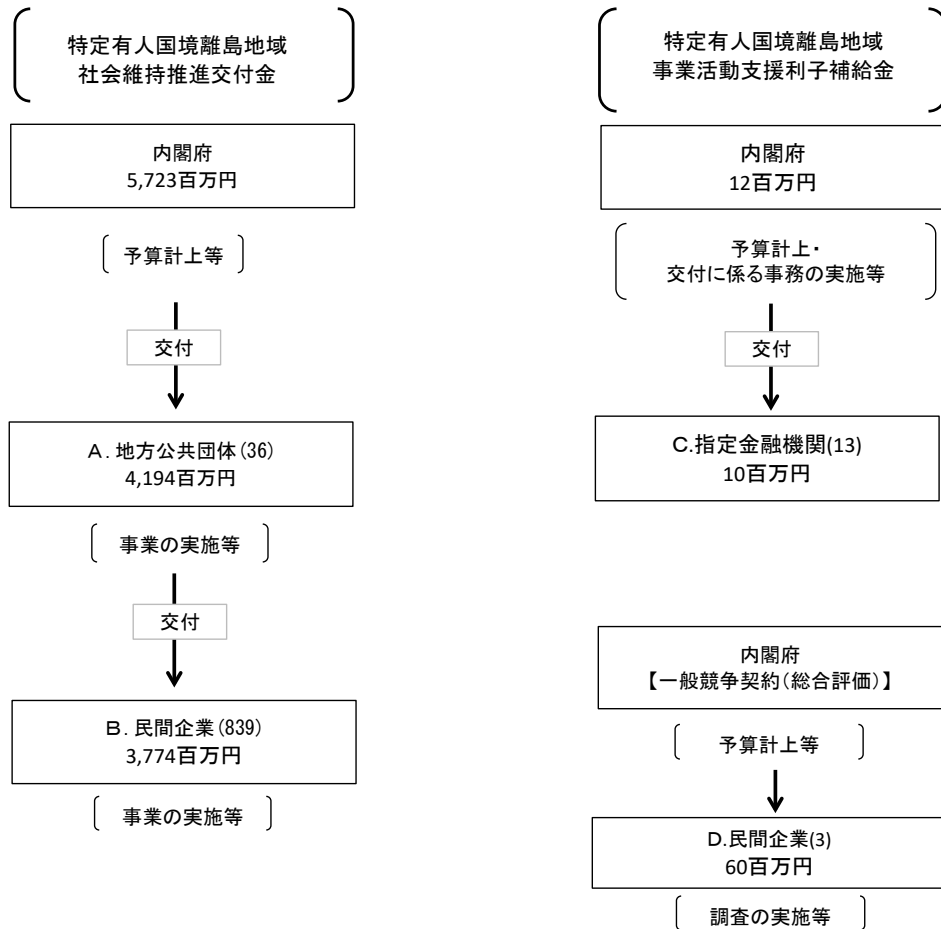 特定有人国境離島地域
社会維持推進交付金
内閣府
5,723百万円
予算計上等
交付
A．地方公共団体(36)
4,194百万円
事業の実施等
交付
B．民間企業(839)
3,774百万円
事業の実施等
特定有人国境離島地域
事業活動支援利子補給金
内閣府
12百万円
予算計上・
交付に係る事務の実施等
交付
C.指定金融機関(13)
10百万円
内閣府
【一般競争契約(総合評価)】
予算計上等
D.民間企業(3)
60百万円
調査の実施等